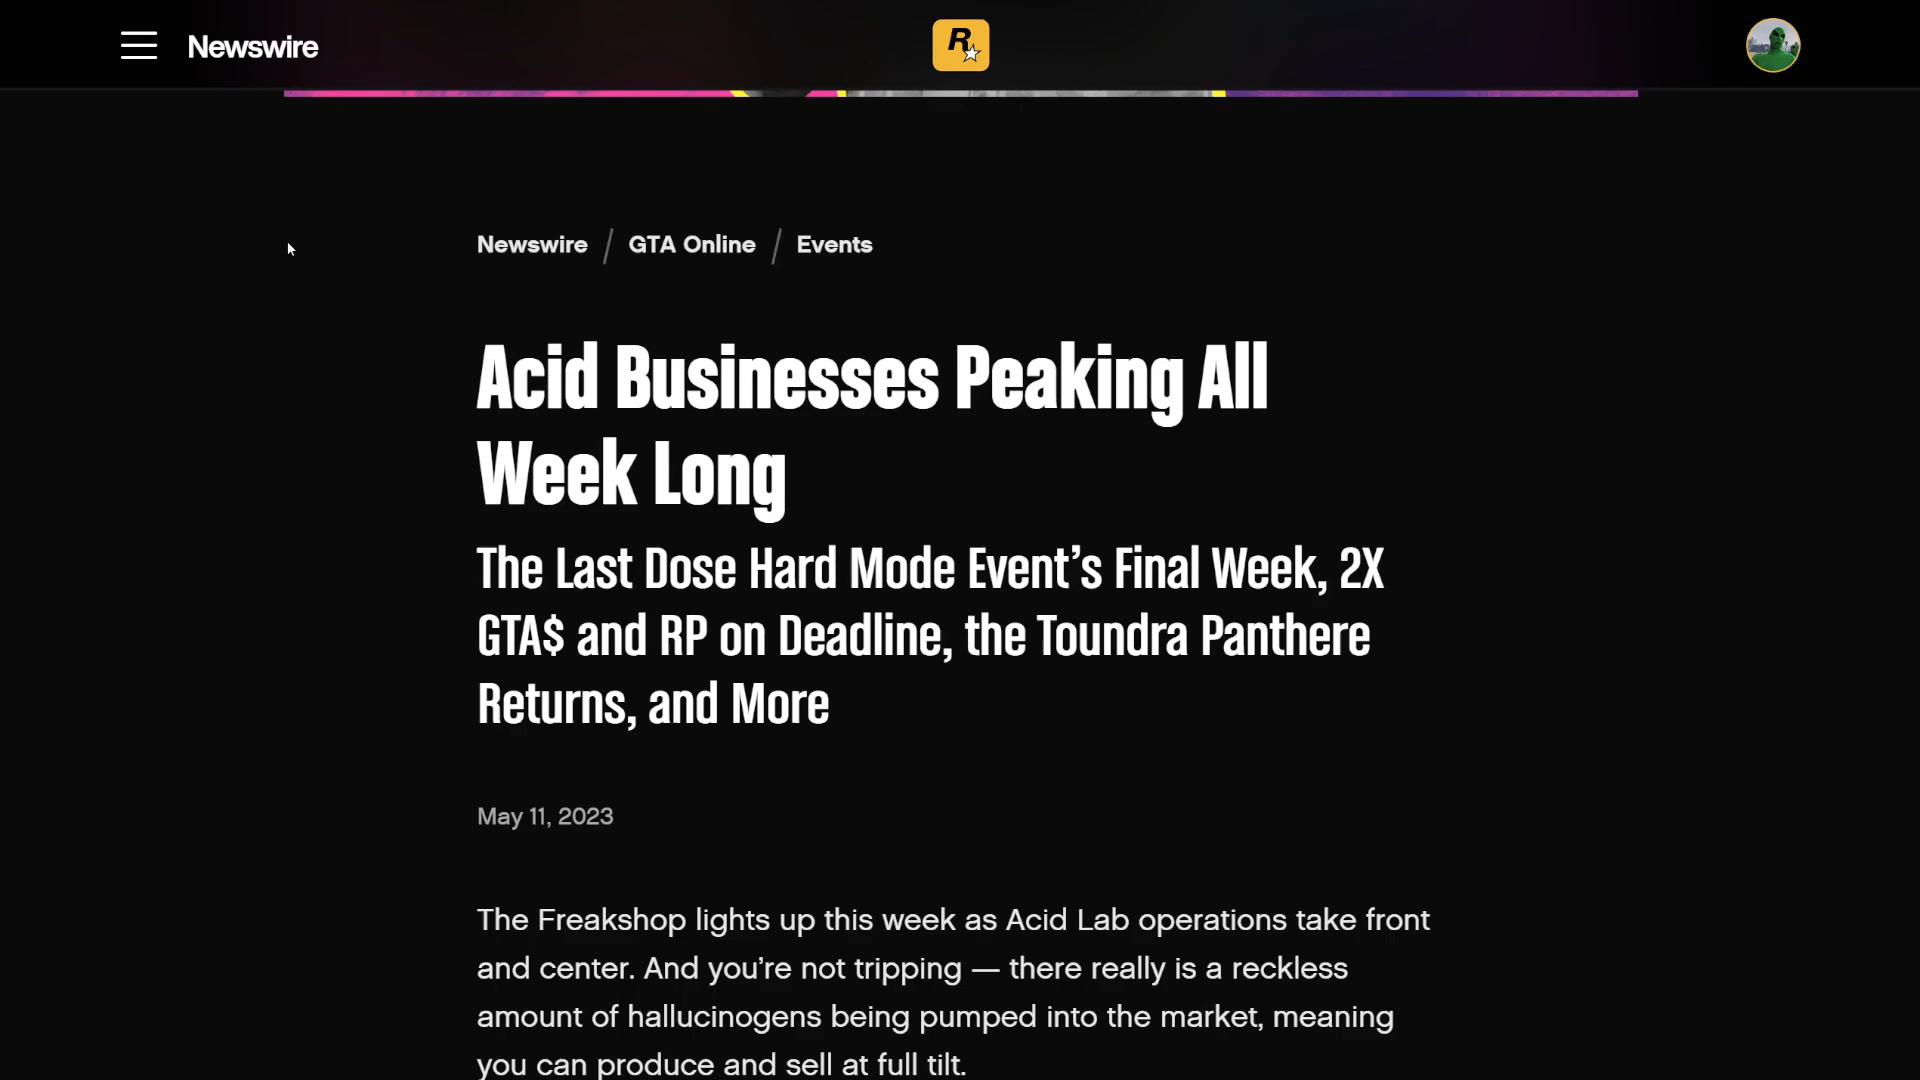 Newswire
R
Newswire / GTA Online / Events
Acid Businesses Peaking All
Week Long
The Last Dose Hard Mode Event’s Final Week, 2X
GTA$ and RP on Deadline, the Toundra Panthere
Returns, and More
May 11, 2023
The Freakshop lights up this week as Acid Lab operations take front
and center. And you’re not tripping — there really is a reckless
amount of hallucinogens being pumped into the market, meaning
you can produce and sell at full tilt.